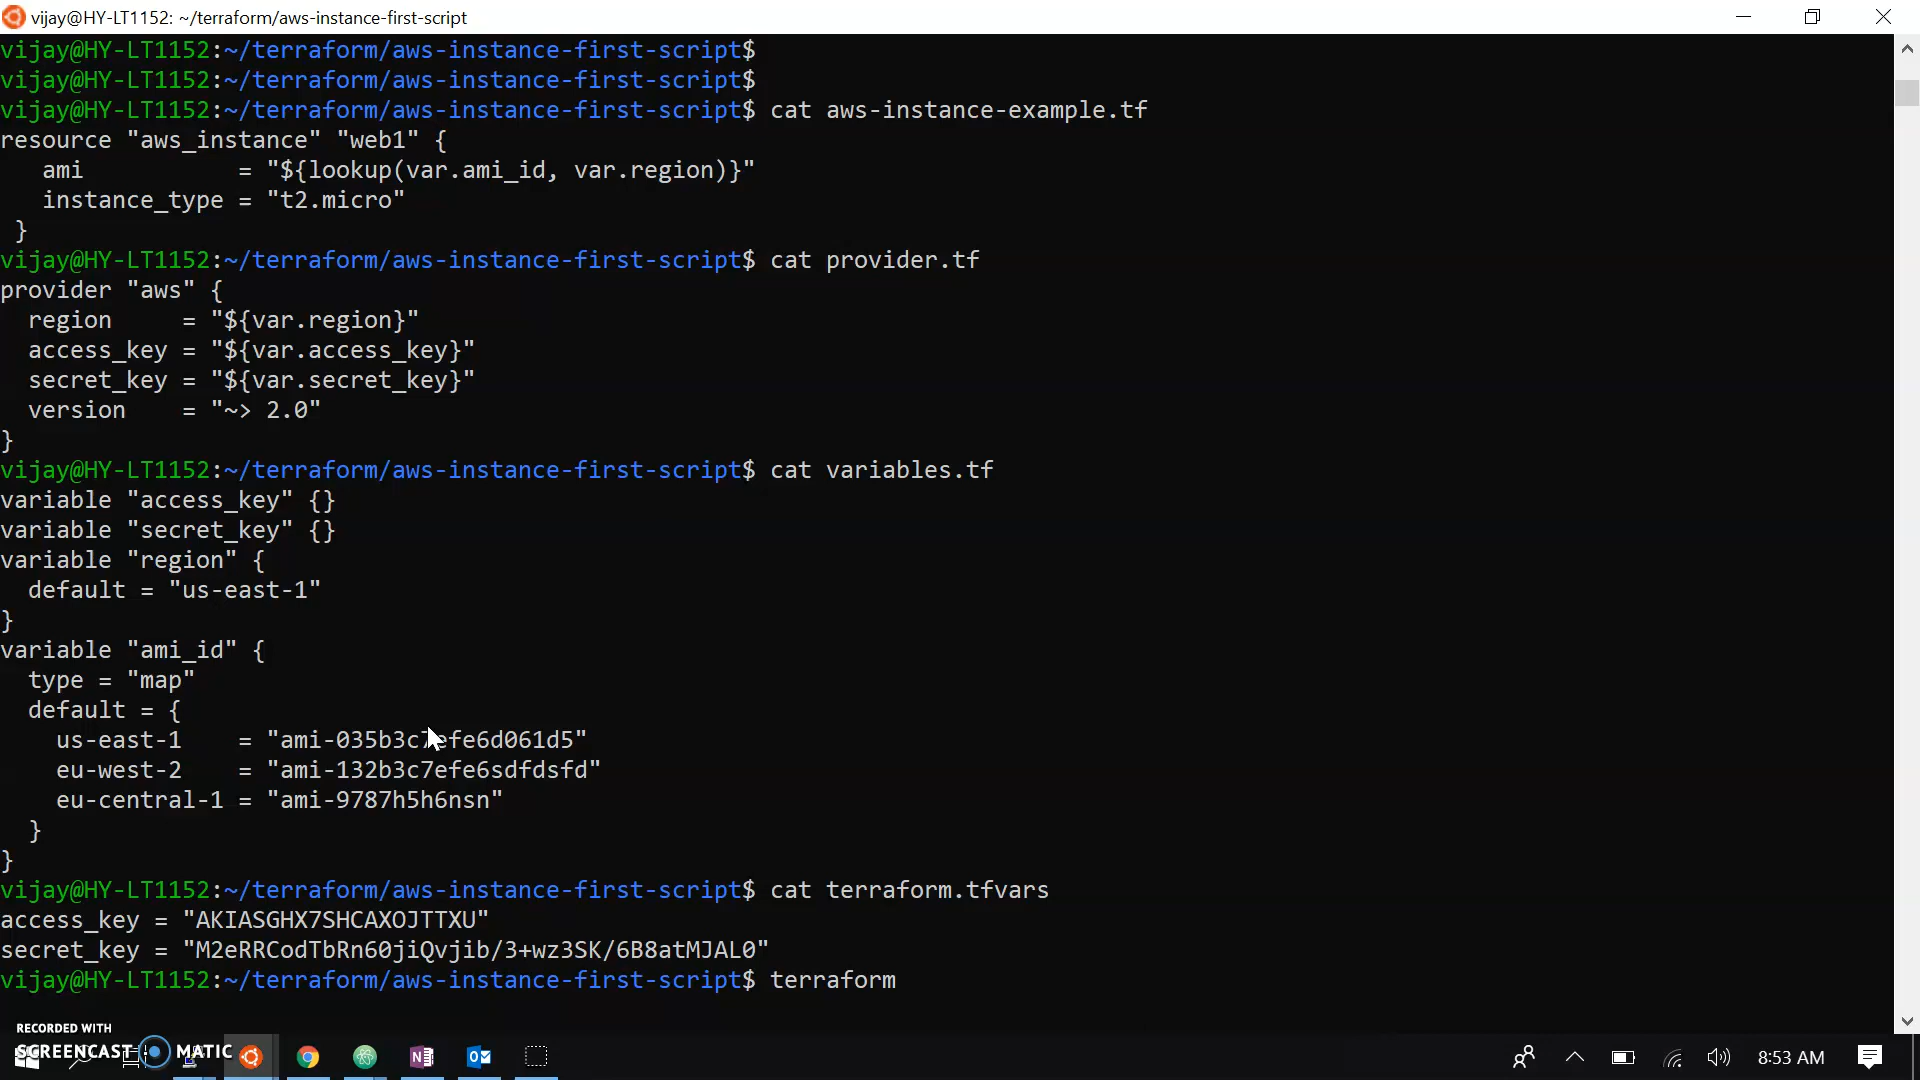 vijay@HY-LT1152: ~/terraform/aws-instance-first-script
vijay@HY-LT1152:~/terraform/aws-instance-first-script$
vijay@HY-LT1152:~/terraform/aws-instance-first-script$
vijay@HY-LT1152:~/terraform/aws-instance-first-script$ cat aws-instance-example.tf
resource "aws_instance" "web1" {
   ami           = "${lookup(var.ami_id, var.region)}"
   instance_type = "t2.micro"
 }
vijay@HY-LT1152:~/terraform/aws-instance-first-script$ cat provider.tf
provider "aws" {
  region     = "${var.region}"
  access_key = "${var.access_key}"
  secret_key = "${var.secret_key}"
  version    = "~> 2.0"
}
vijay@HY-LT1152:~/terraform/aws-instance-first-script$ cat variables.tf
variable "access_key" {}
variable "secret_key" {}
variable "region" {
  default = "us-east-1"
}
variable "ami_id" {
  type = "map"
  default = {
    us-east-1    = "ami-035b3c7efe6d061d5"
    eu-west-2    = "ami-132b3c7efe6sdfdsfd"
    eu-central-1 = "ami-9787h5h6nsn"
  }
}
vijay@HY-LT1152:~/terraform/aws-instance-first-script$ cat terraform.tfvars
access_key = "AKIASGHX7SHCAXOJTTXU"
secret_key = "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"
vijay@HY-LT1152:~/terraform/aws-instance-first-script$ terraform
RECORDED WITH
SCREENCAST MATIC
8:53 AM